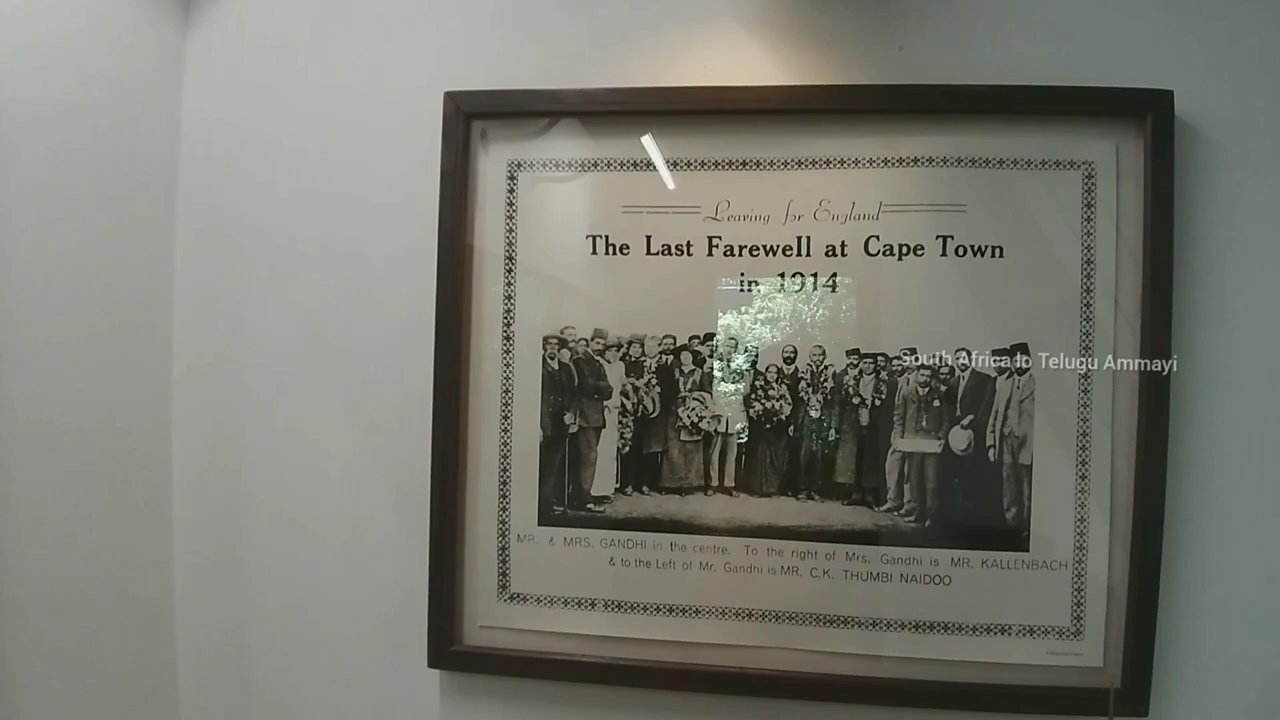 Leaving for England
The Last Farewell at Cape Town
in 1914
South Africa lo Telugu Ammayi
MR. & MRS. GANDHI in the centre. To the right of Mrs. Gandhi is MR. KALLENBACH
& to the Left of Mr. Gandhi is MR. C.K. THUMBI NAIDOO